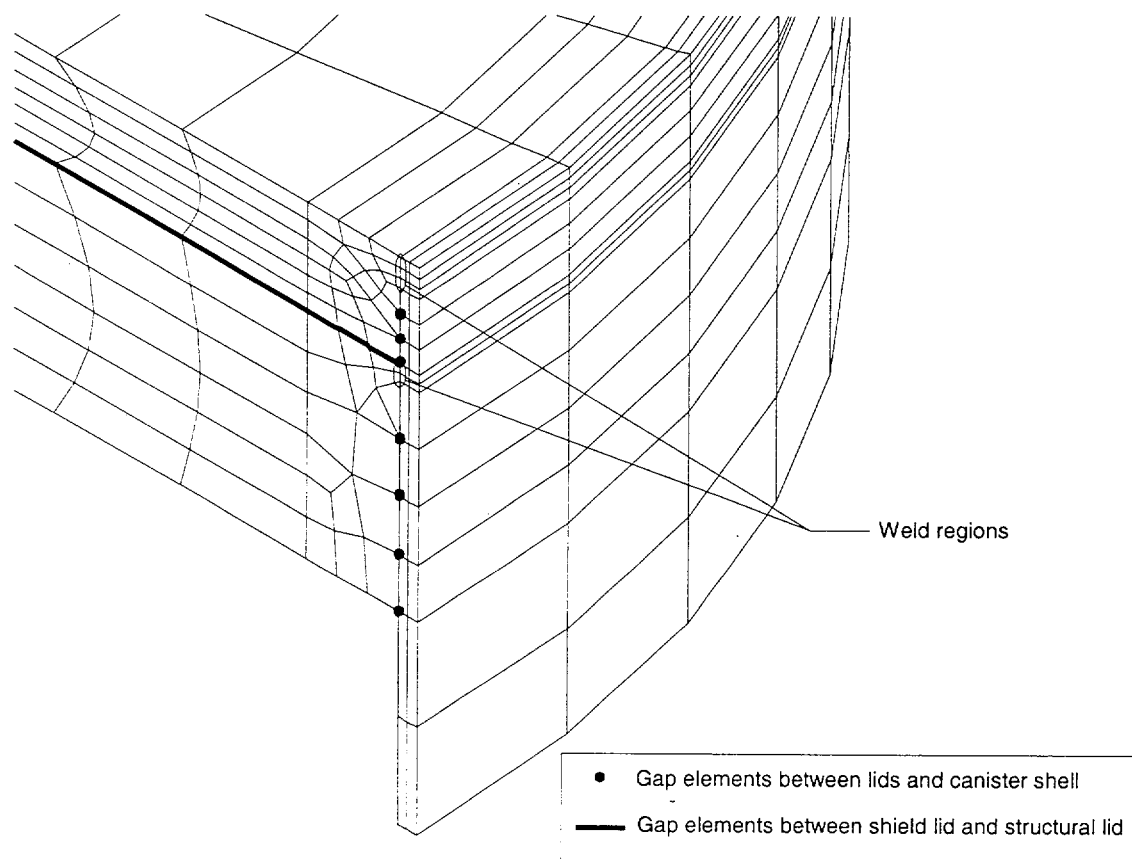 Weld regions
Gap elements between lids and canister shell
Gap elements between shield lid and structural lid